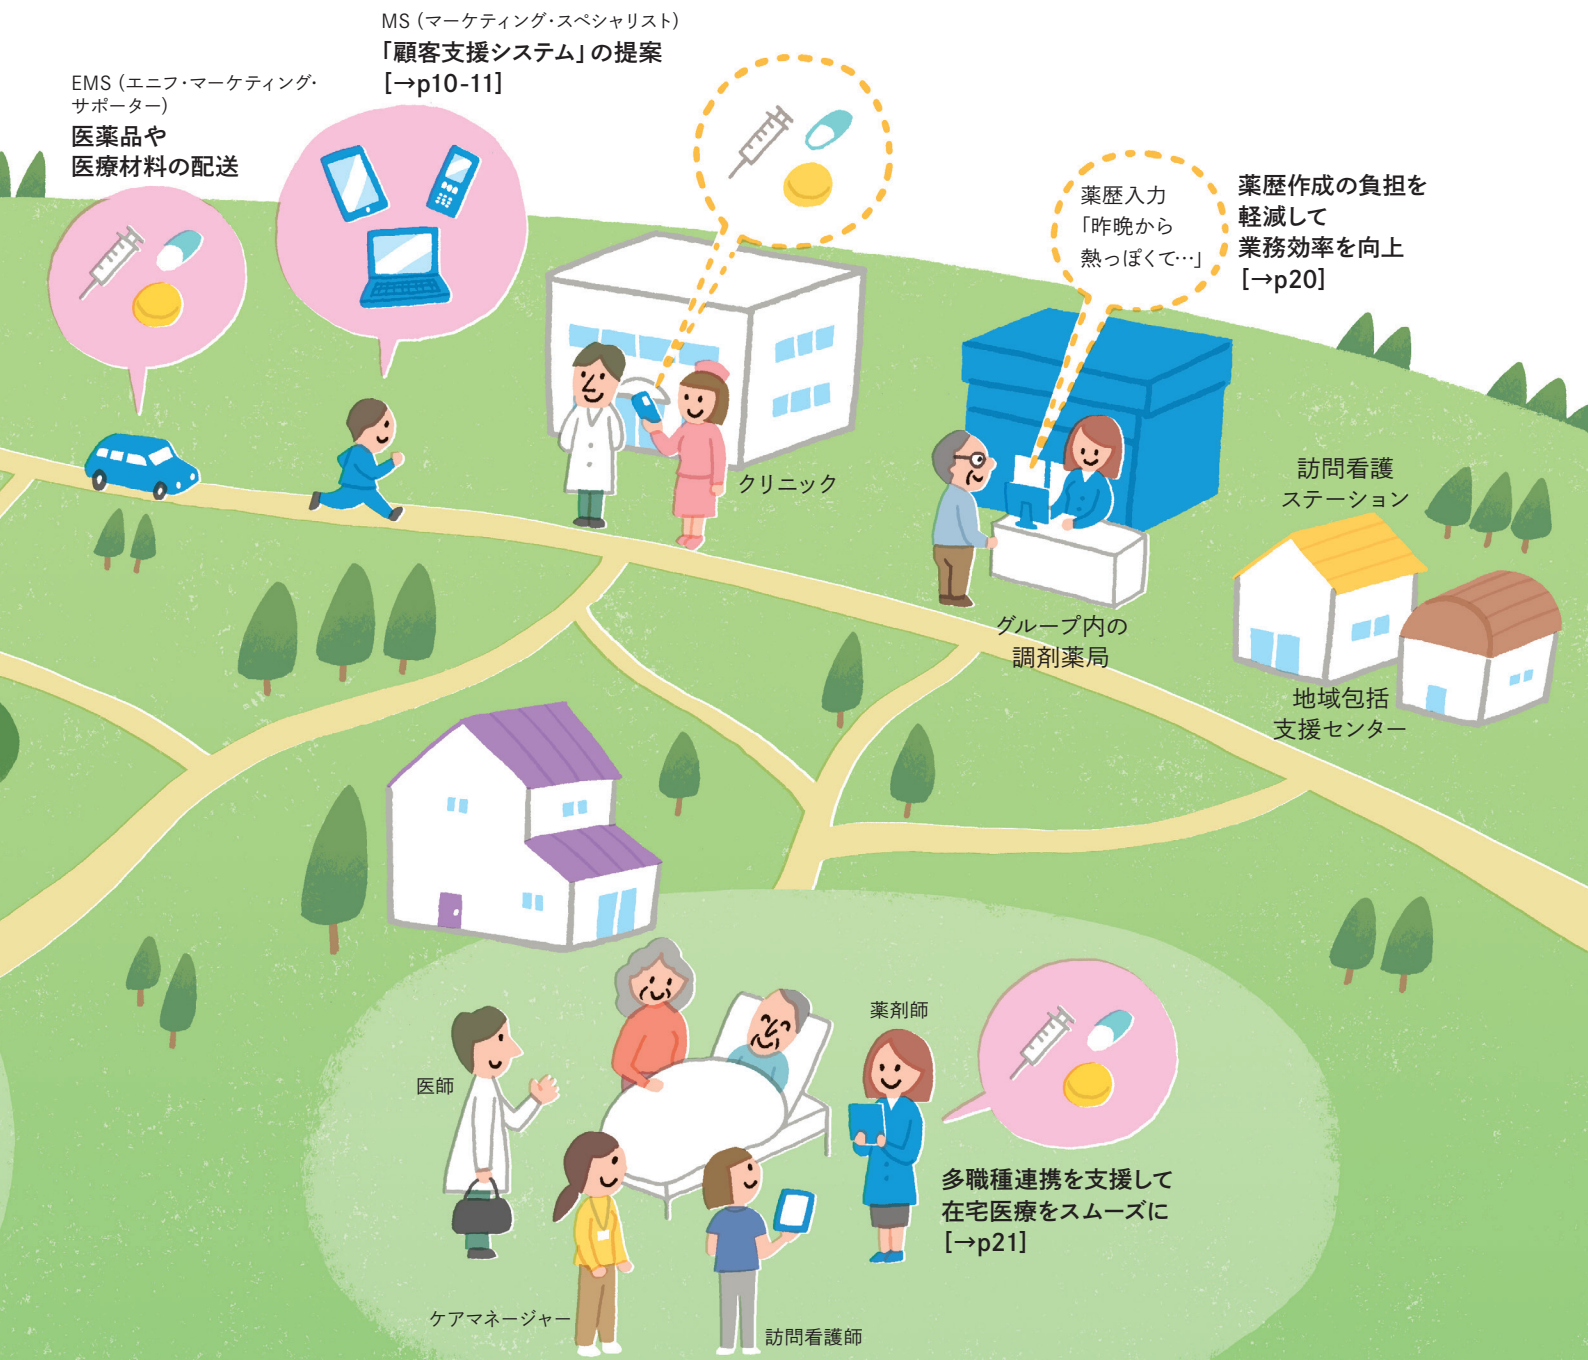 MS (マーケティング・スペシャリスト)
「顧客支援システム」の提案
[→p10-11]
EMS (エニフ・マーケティング・
サポーター)
医薬品や
医療材料の配送
薬歴入力
「昨晩から
熱っぽくて…」
薬歴作成の負担を
軽減して
業務効率を向上
[→p20]
クリニック
グループ内の
調剤薬局
訪問看護
ステーション
地域包括
支援センター
医師
薬剤師
多職種連携を支援して
在宅医療をスムーズに
[→p21]
ケアマネージャー
訪問看護師